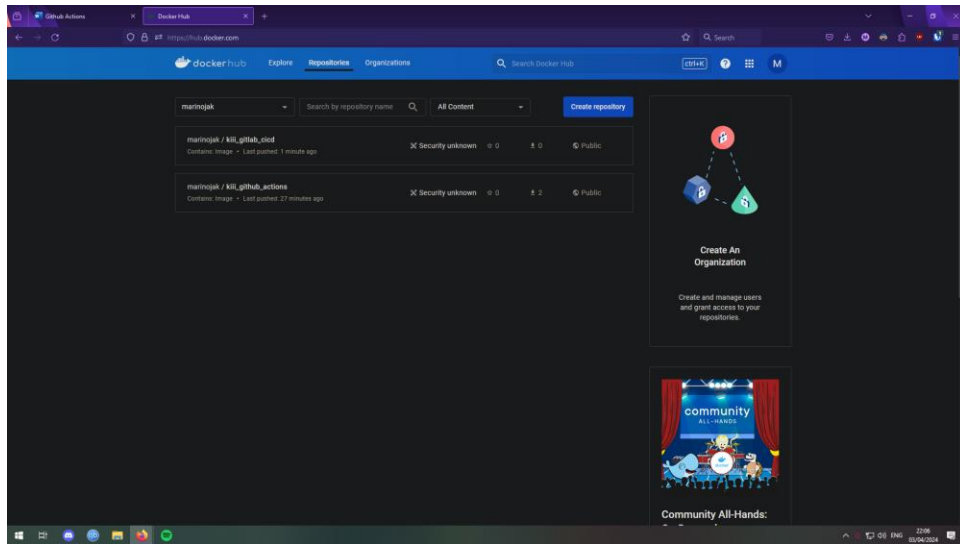 Github Actions
Docker Hub
https://hub.docker.com
Search
docker hub
Explore
Repositories
Organizations
Search Docker Hub
ctrl+K
?
M
marinojak
Search by repository name
All Content
Create repository
marinojak / kiii_gitlab_cicd
Contains: Image • Last pushed: 1 minute ago
Security unknown
0
0
Public
marinojak / kiii_github_actions
Contains: Image • Last pushed: 27 minutes ago
Security unknown
0
2
Public
Create An
Organization
Create and manage users
and grant access to your
repositories.
community
ALL-HANDS
Community All-Hands:
ENG
22:06
03/04/2024